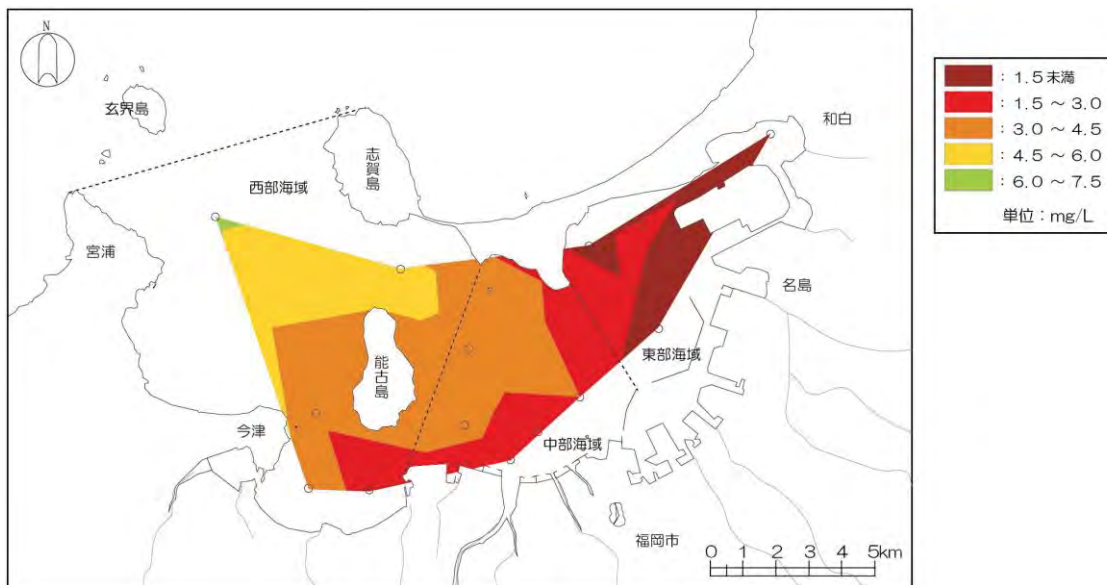 N
玄界島
志賀島
西部海域
宮浦
能古島
今津
和白
名島
東部海域
中部海域
福岡市
0 1 2 3 4 5km
：1.5未満
：1.5～3.0
：3.0～4.5
：4.5～6.0
：6.0～7.5
単位：mg/L